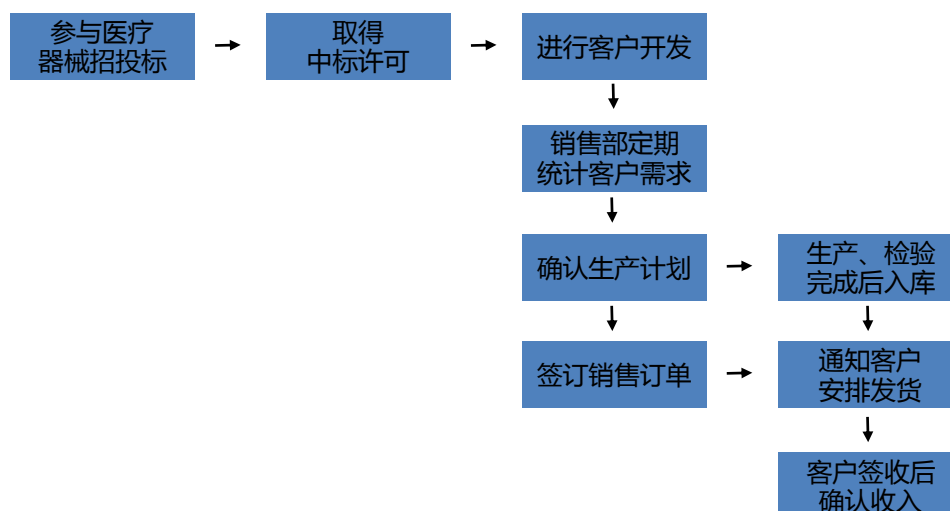 参与医疗
器械招投标
取得
中标许可
进行客户开发
销售部定期
统计客户需求
确认生产计划
生产、检验
完成后入库
签订销售订单
通知客户
安排发货
客户签收后
确认收入